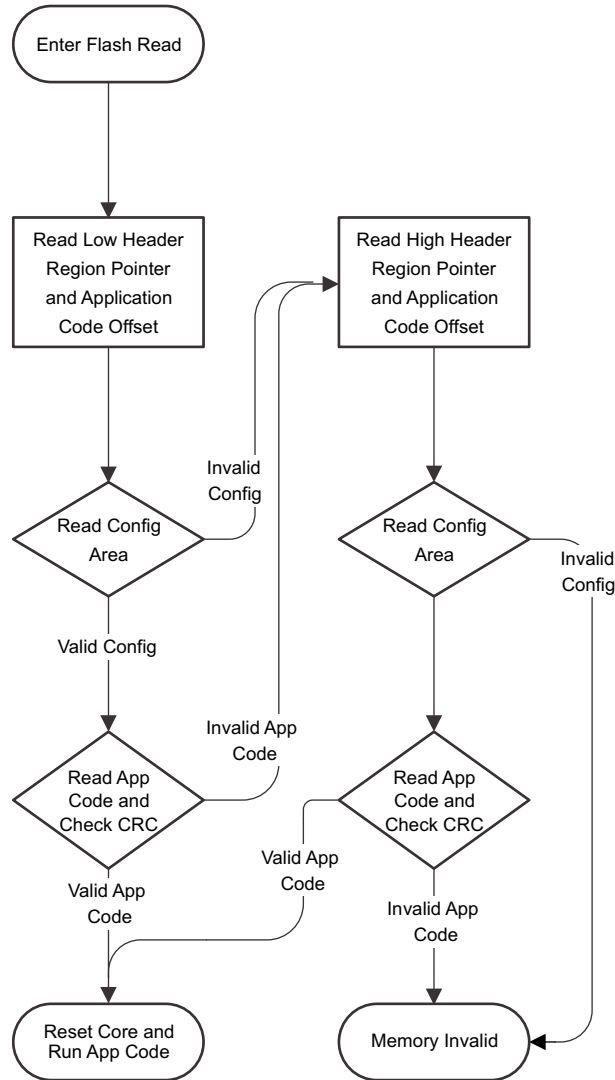 Enter Flash Read
Read Low Header
Region Pointer
and Application
Code Offset
Read High Header
Region Pointer
and Application
Code Offset
Invalid
Config
Read Config
Area
Read Config
Area
Invalid
Config
Valid Config
Invalid App
Code
Read App
Code and
Check CRC
Read App
Code and
Check CRC
Valid App
Code
Valid App
Code
Invalid App
Code
Reset Core and
Run App Code
Memory Invalid